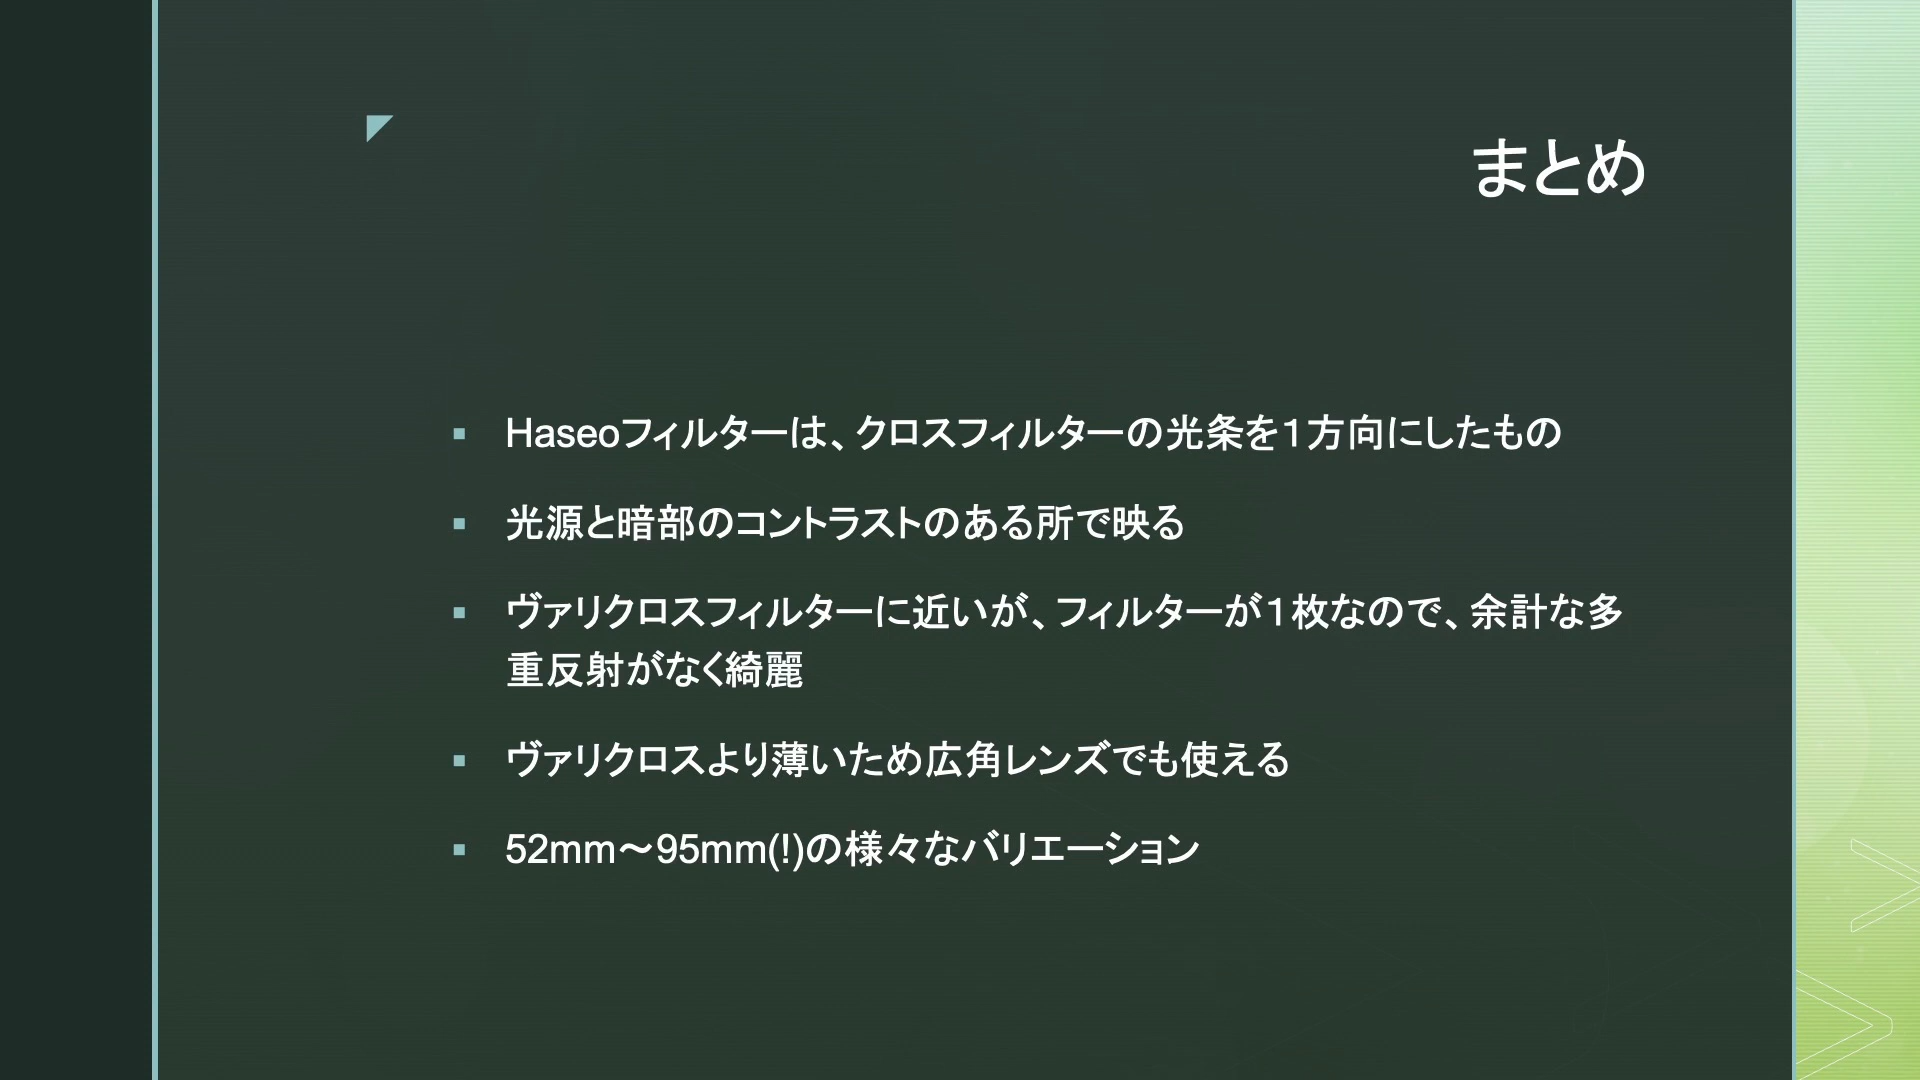 まとめ
Haseoフィルターは、クロスフィルターの光条を１方向にしたもの
光源と暗部のコントラストのある所で映る
ヴァリクロスフィルターに近いが、フィルターが１枚なので、余計な多
重反射がなく綺麗
ヴァリクロスより薄いため広角レンズでも使える
52mm〜95mm(!)の様々なバリエーション